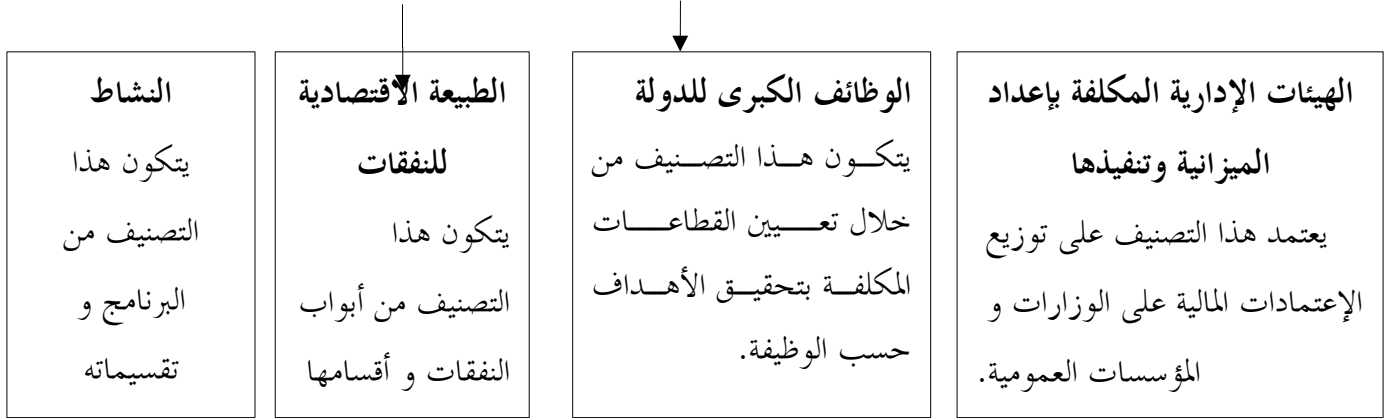 الهيئات الإدارية المكلفة بإعداد
الميزانية وتنفيذها
يعتمد هذا التصنيف على توزيع
الإعتمادات المالية على الوزارات و
المؤسسات العمومية.
الوظائف الكبرى للدولة
يتكون هذا التصنيف من
خلال تعيين القطاعات
المكلفة بتحقيق الأهداف
حسب الوظيفة.
الطبيعة الاقتصادية
للنفقات
يتكون هذا
التصنيف من أبواب
النفقات و أقسامها
النشاط
يتكون هذا
التصنيف من
البرنامج و
تقسيماته